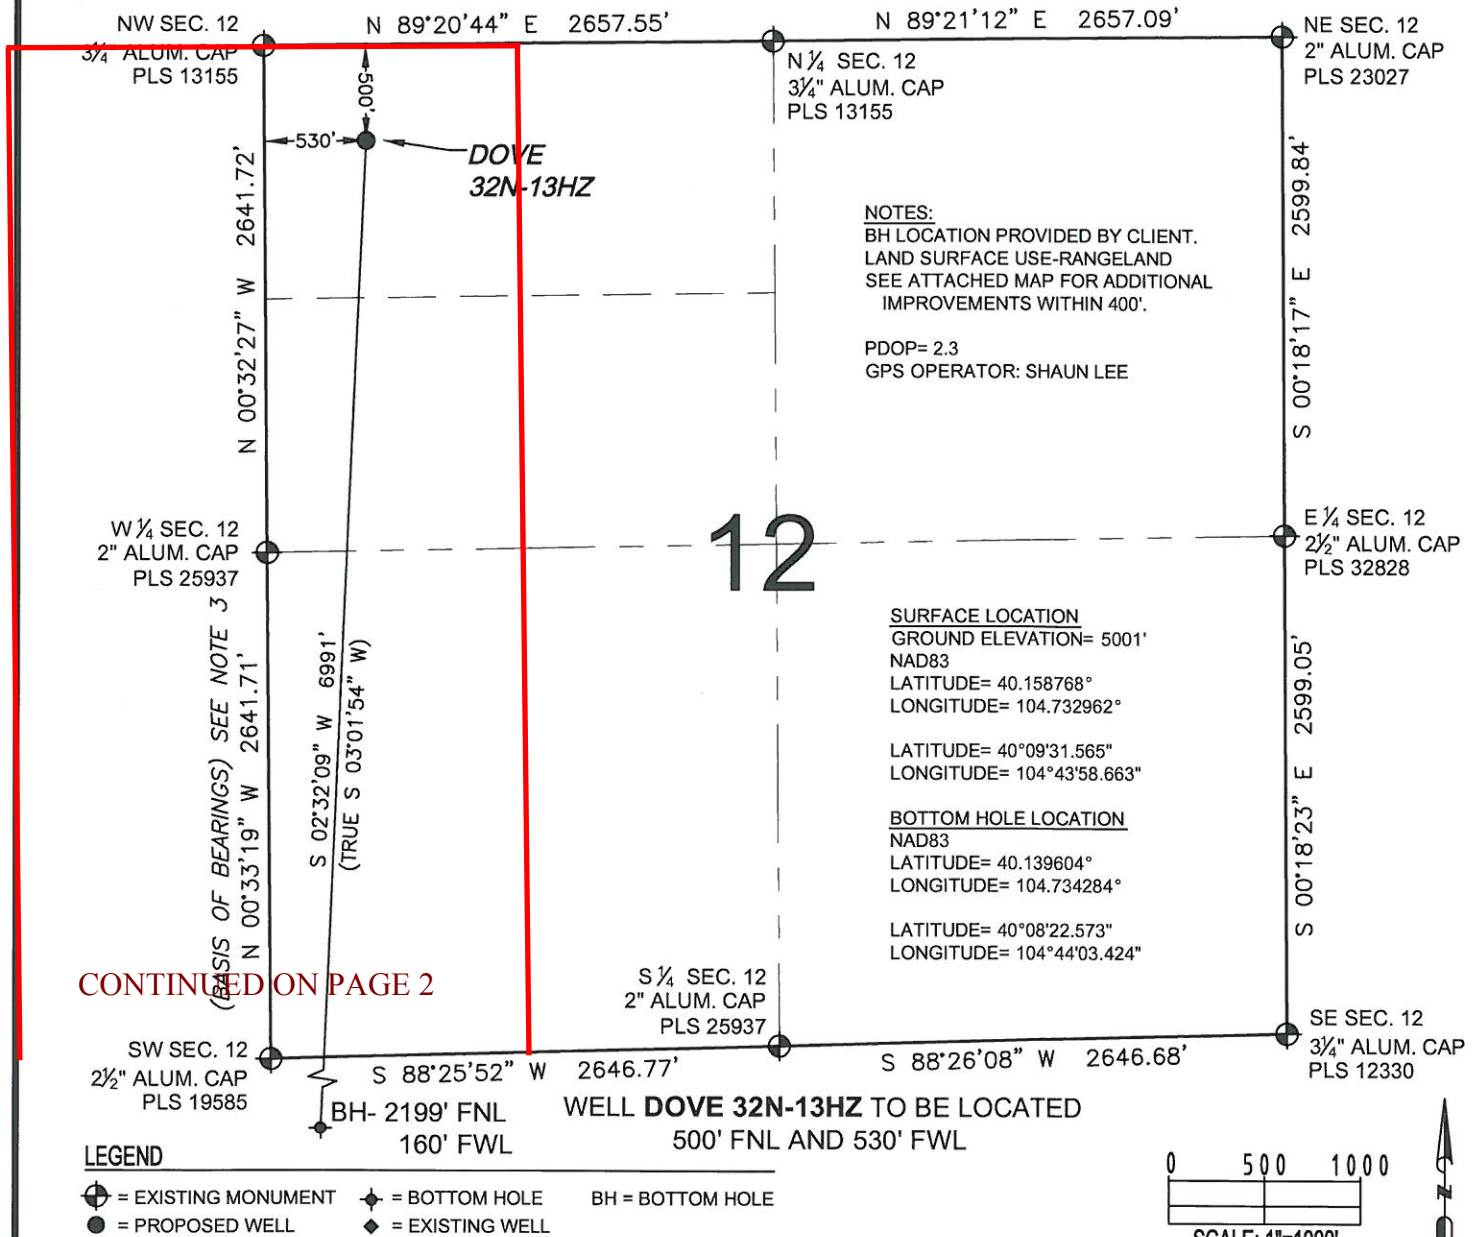 NW SEC. 12
3¼" ALUM. CAP
PLS 13155
N 89°20'44" E 2657.55'
N 89°21'12" E 2657.09'
NE SEC. 12
2" ALUM. CAP
PLS 23027
N ¼ SEC. 12
3¼" ALUM. CAP
PLS 13155
500'
530'
DOVE
32N-13HZ
N 00°32'27" W 2641.72'
S 00°18'17" E 2599.84'
NOTES:
BH LOCATION PROVIDED BY CLIENT.
LAND SURFACE USE-RANGELAND
SEE ATTACHED MAP FOR ADDITIONAL
IMPROVEMENTS WITHIN 400'.
PDOP= 2.3
GPS OPERATOR: SHAUN LEE
W ¼ SEC. 12
2" ALUM. CAP
PLS 25937
12
E ¼ SEC. 12
2½" ALUM. CAP
PLS 32828
(BASIS OF BEARINGS) SEE NOTE 3
N 00°33'19" W 2641.71'
S 02°32'09" W 6991'
(TRUE S 03°01'54" W)
SURFACE LOCATION
GROUND ELEVATION= 5001'
NAD83
LATITUDE= 40.158768°
LONGITUDE= 104.732962°
LATITUDE= 40°09'31.565"
LONGITUDE= 104°43'58.663"
BOTTOM HOLE LOCATION
NAD83
LATITUDE= 40.139604°
LONGITUDE= 104.734284°
LATITUDE= 40°08'22.573"
LONGITUDE= 104°44'03.424"
S 00°18'23" E 2599.05'
CONTINUED ON PAGE 2
S ¼ SEC. 12
2" ALUM. CAP
PLS 25937
SW SEC. 12
2½" ALUM. CAP
PLS 19585
S 88°25'52" W 2646.77'
S 88°26'08" W 2646.68'
SE SEC. 12
3¼" ALUM. CAP
PLS 12330
BH- 2199' FNL
160' FWL
WELL DOVE 32N-13HZ TO BE LOCATED
500' FNL AND 530' FWL
LEGEND
= EXISTING MONUMENT = BOTTOM HOLE BH = BOTTOM HOLE
= PROPOSED WELL = EXISTING WELL
0 500 1000
SCALE: 1"=1000'
N